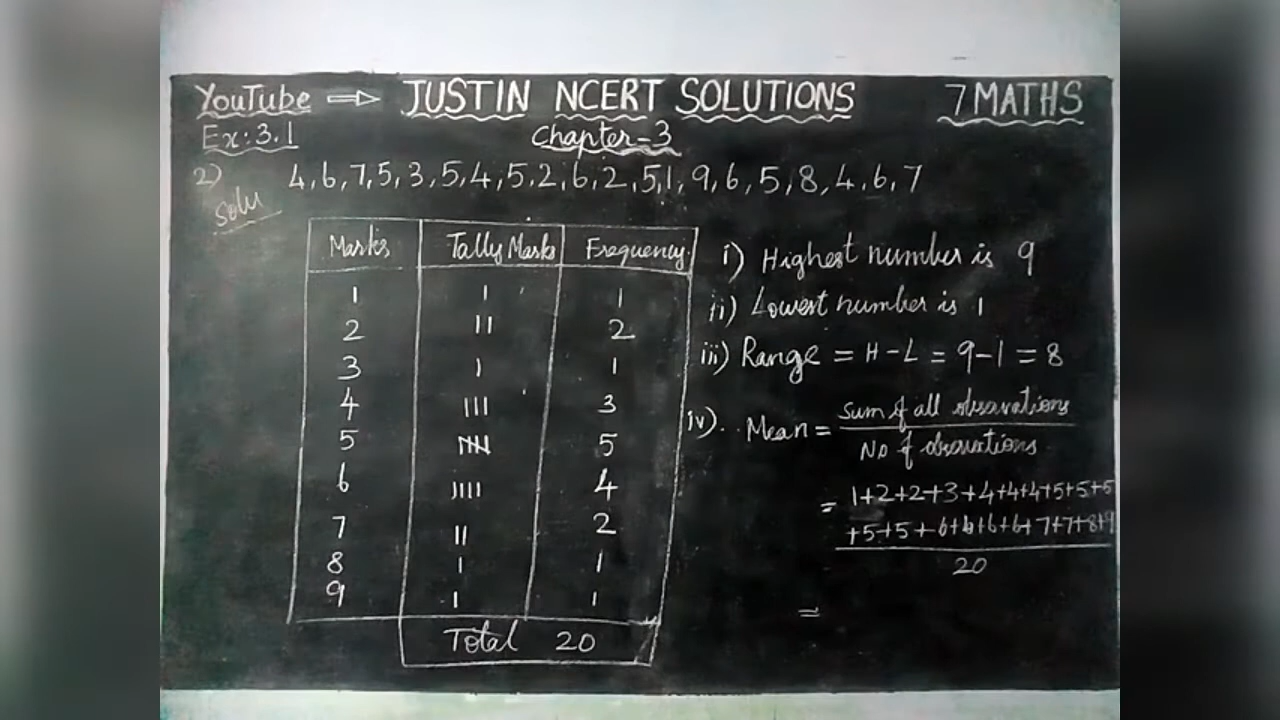 YouTube ⇒ JUSTIN NCERT SOLUTIONS 7 MATHS
Ex: 3.1 Chapter-3
2) 4,6,7,5,3,5,4,5,2,6,2,5,1,9,6,5,8,4,6,7
Solu
Marks Tally Marks Frequency
1 | 1
2 || 2
3 | 1
4 ||| 3
5 𝍸 5
6 |||| 4
7 || 2
8 | 1
9 | 1
Total 20
i) Highest number is 9
ii) Lowest number is 1
iii) Range = H-L = 9-1 = 8
iv). Mean = Sum of all obsavations
No of obsvations
= 1+2+2+3+4+4+4+5+5+5
+5+5+6+6+6+6+7+7+8+9
20
=